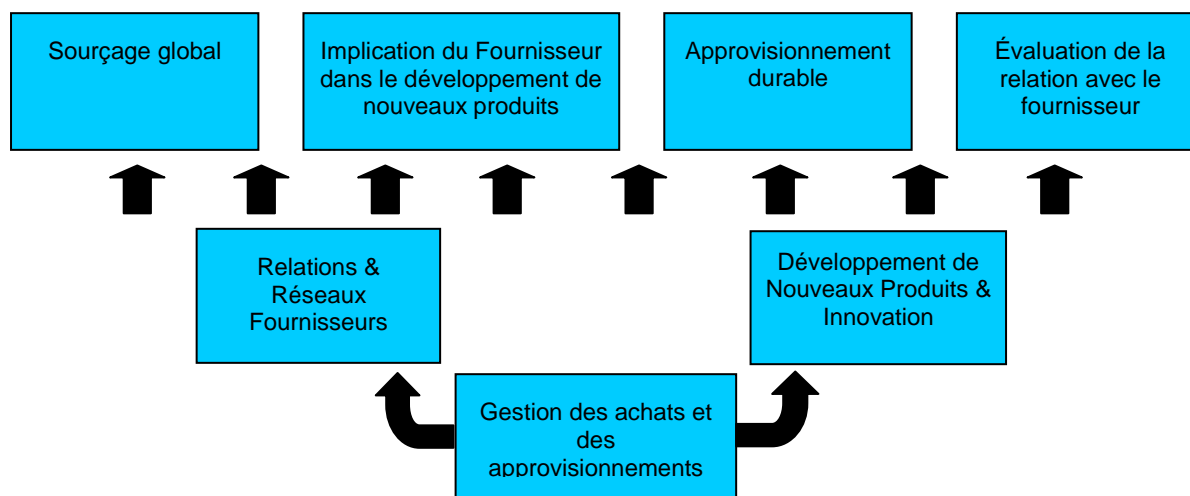 Sourçage global
Implication du Fournisseur
dans le développement de
nouveaux produits
Approvisionnement
durable
Évaluation de la
relation avec le
fournisseur
Relations &
Réseaux
Fournisseurs
Développement de
Nouveaux Produits &
Innovation
Gestion des achats et
des
approvisionnements